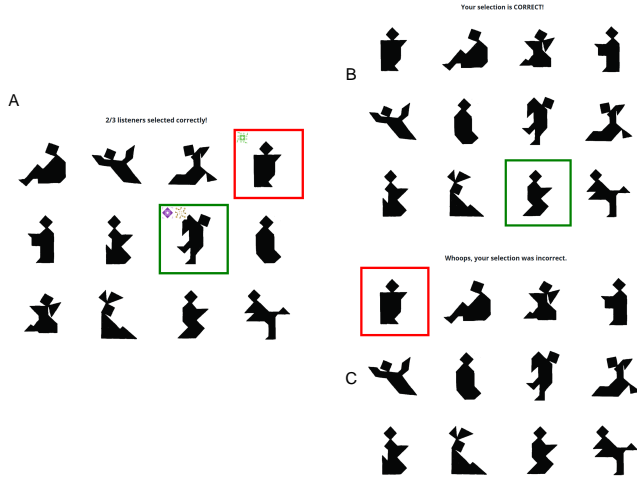 A
2/3 listeners selected correctly!
Your selection is CORRECT!
B
Whoops, your selection was incorrect.
C